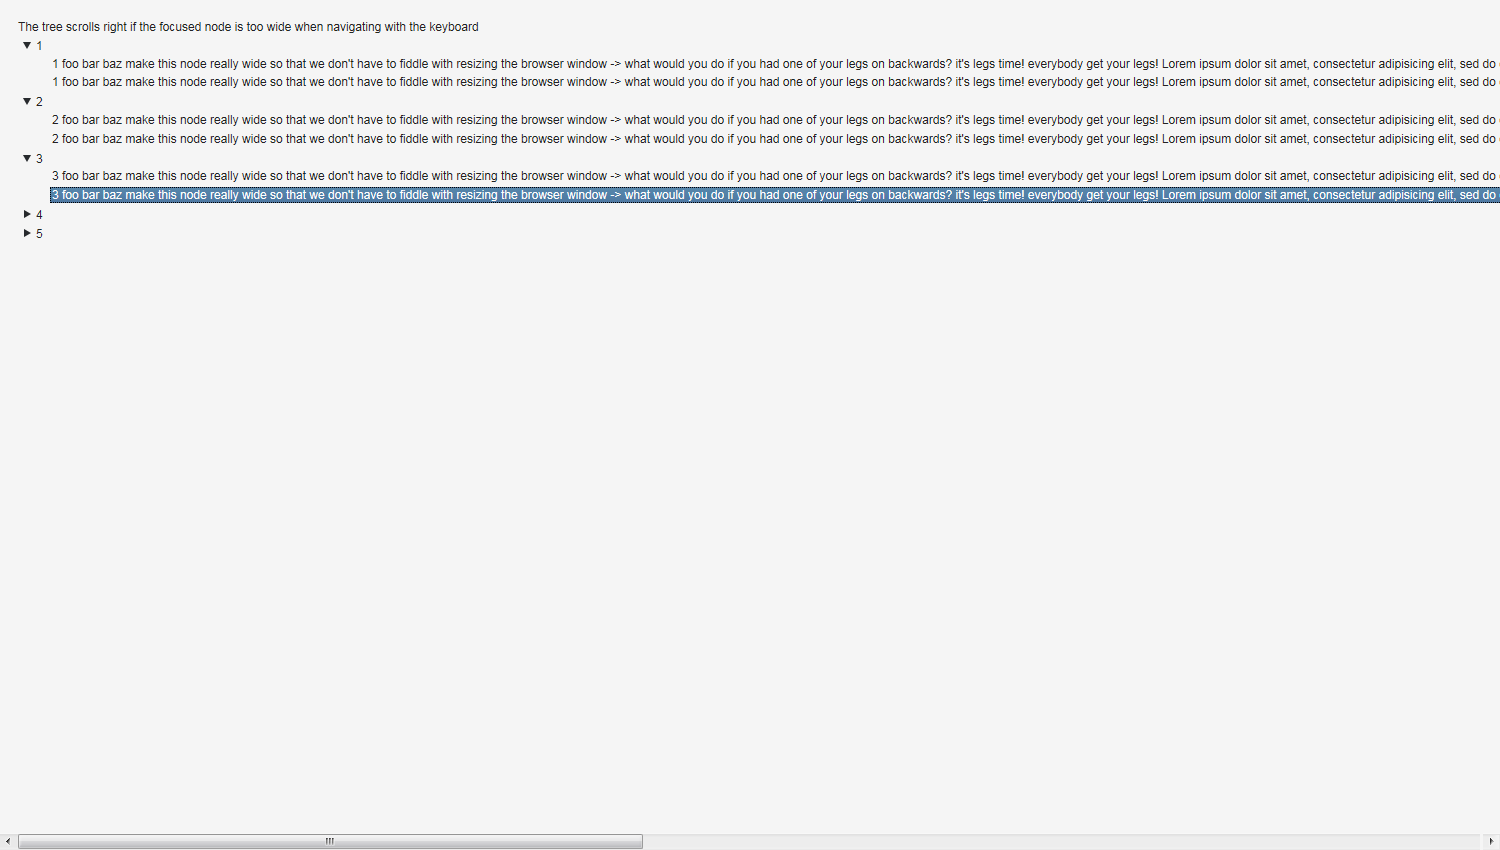 The tree scrolls right if the focused node is too wide when navigating with the keyboard
1
1 foo bar baz make this node really wide so that we don't have to fiddle with resizing the browser window -> what would you do if you had one of your legs on backwards? it's legs time! everybody get your legs! Lorem ipsum dolor sit amet, consectetur adipisicing elit, sed do
1 foo bar baz make this node really wide so that we don't have to fiddle with resizing the browser window -> what would you do if you had one of your legs on backwards? it's legs time! everybody get your legs! Lorem ipsum dolor sit amet, consectetur adipisicing elit, sed do
2
2 foo bar baz make this node really wide so that we don't have to fiddle with resizing the browser window -> what would you do if you had one of your legs on backwards? it's legs time! everybody get your legs! Lorem ipsum dolor sit amet, consectetur adipisicing elit, sed do
2 foo bar baz make this node really wide so that we don't have to fiddle with resizing the browser window -> what would you do if you had one of your legs on backwards? it's legs time! everybody get your legs! Lorem ipsum dolor sit amet, consectetur adipisicing elit, sed do
3
3 foo bar baz make this node really wide so that we don't have to fiddle with resizing the browser window -> what would you do if you had one of your legs on backwards? it's legs time! everybody get your legs! Lorem ipsum dolor sit amet, consectetur adipisicing elit, sed do
3 foo bar baz make this node really wide so that we don't have to fiddle with resizing the browser window -> what would you do if you had one of your legs on backwards? it's legs time! everybody get your legs! Lorem ipsum dolor sit amet, consectetur adipisicing elit, sed do
4
5